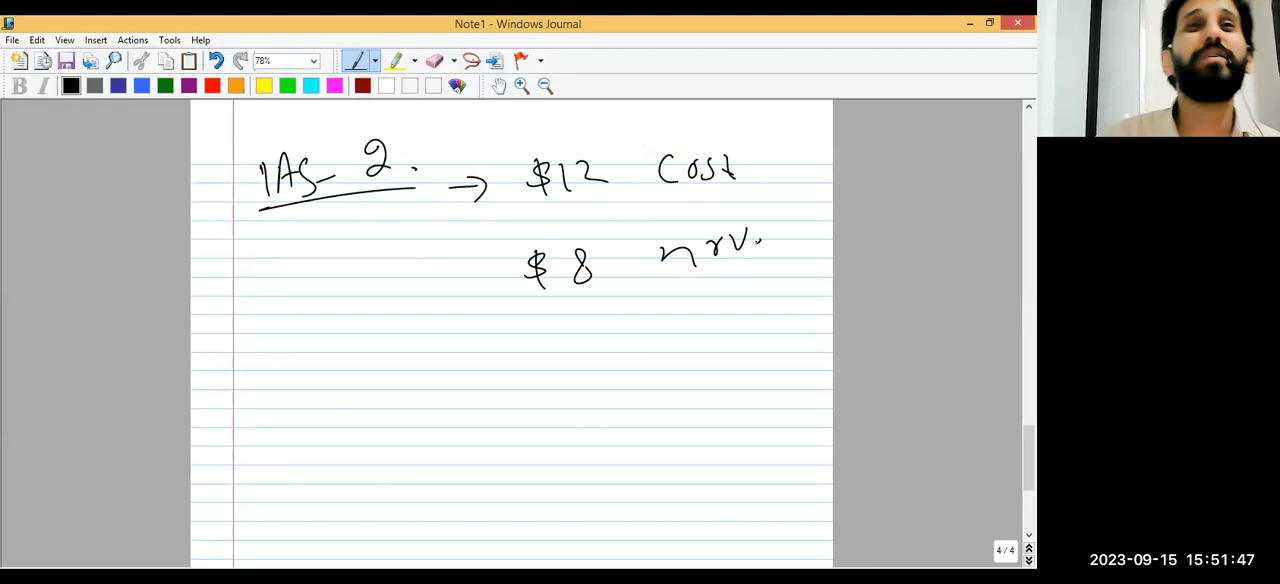 Note1 - Windows Journal
File Edit View Insert Actions Tools Help
78%
B I
IAS- 2. → $12 Cost
$ 8 nrv.
4 / 4
2023-09-15 15:51:47